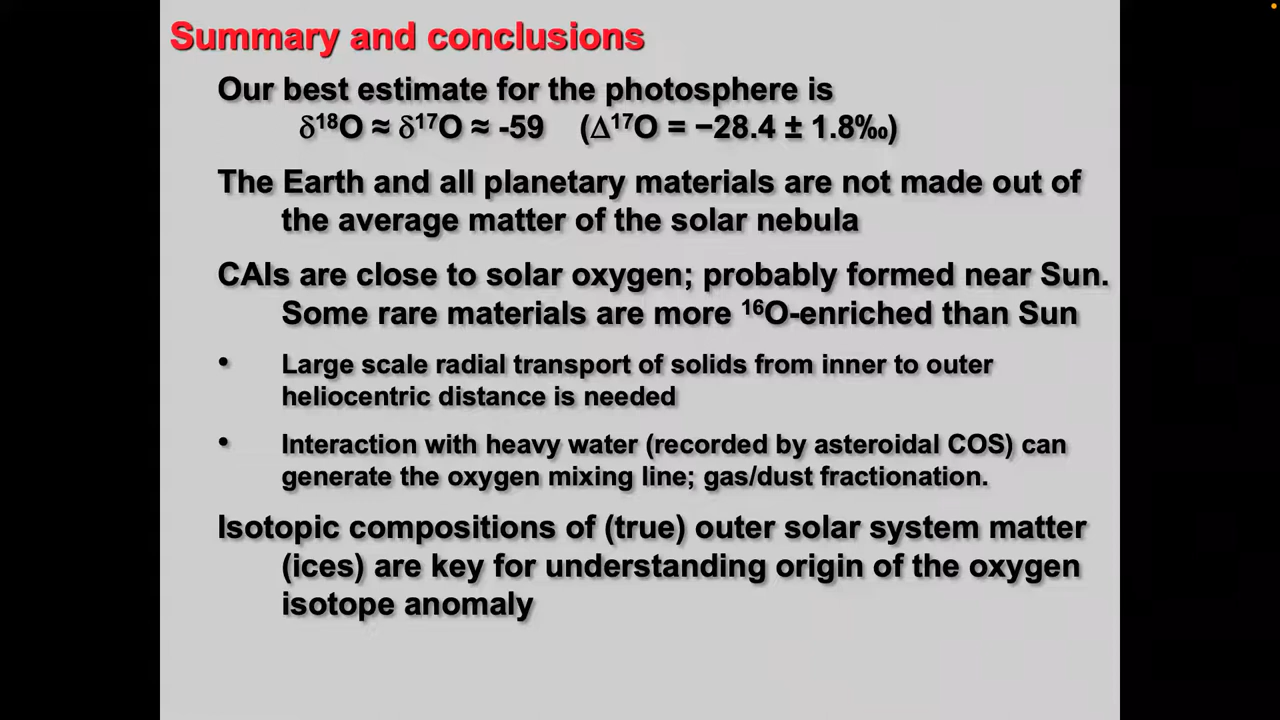 Summary and conclusions
Our best estimate for the photosphere is
δ¹⁸O ≈ δ¹⁷O ≈ -59 (Δ¹⁷O = −28.4 ± 1.8‰)
The Earth and all planetary materials are not made out of
the average matter of the solar nebula
CAIs are close to solar oxygen; probably formed near Sun.
Some rare materials are more ¹⁶O-enriched than Sun
• Large scale radial transport of solids from inner to outer
heliocentric distance is needed
• Interaction with heavy water (recorded by asteroidal COS) can
generate the oxygen mixing line; gas/dust fractionation.
Isotopic compositions of (true) outer solar system matter
(ices) are key for understanding origin of the oxygen
isotope anomaly